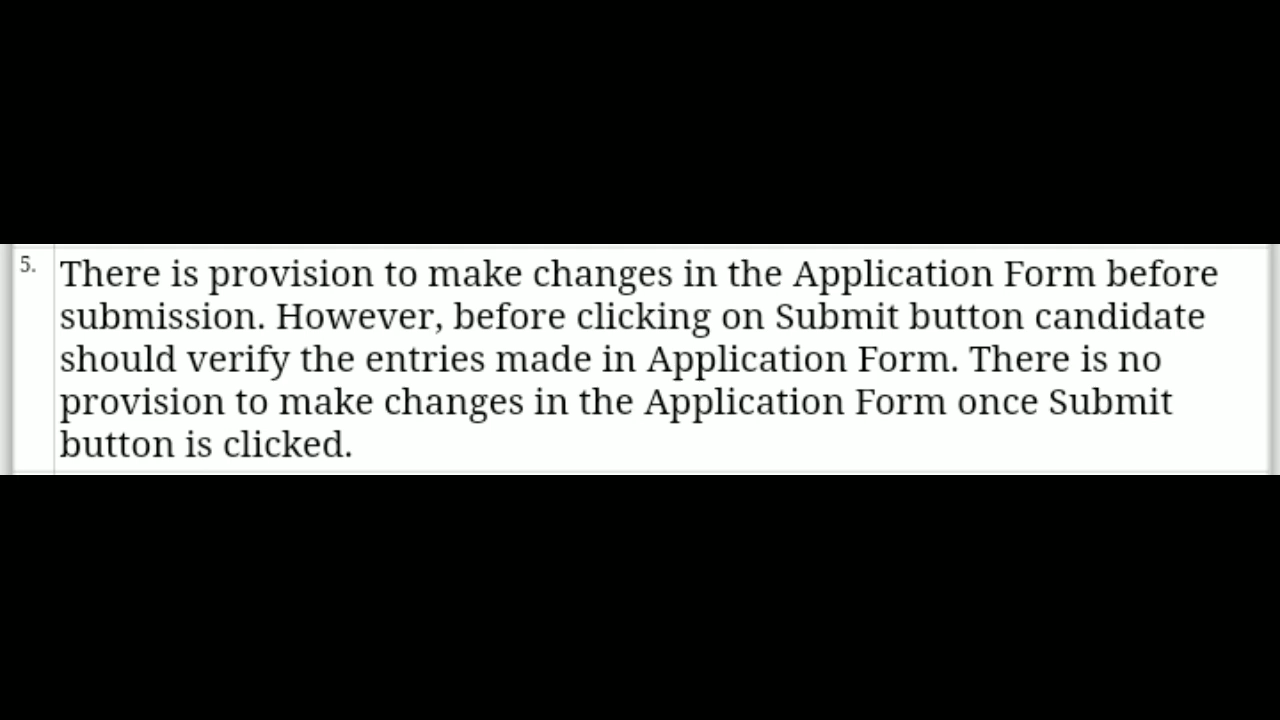 5. There is provision to make changes in the Application Form before
submission. However, before clicking on Submit button candidate
should verify the entries made in Application Form. There is no
provision to make changes in the Application Form once Submit
button is clicked.